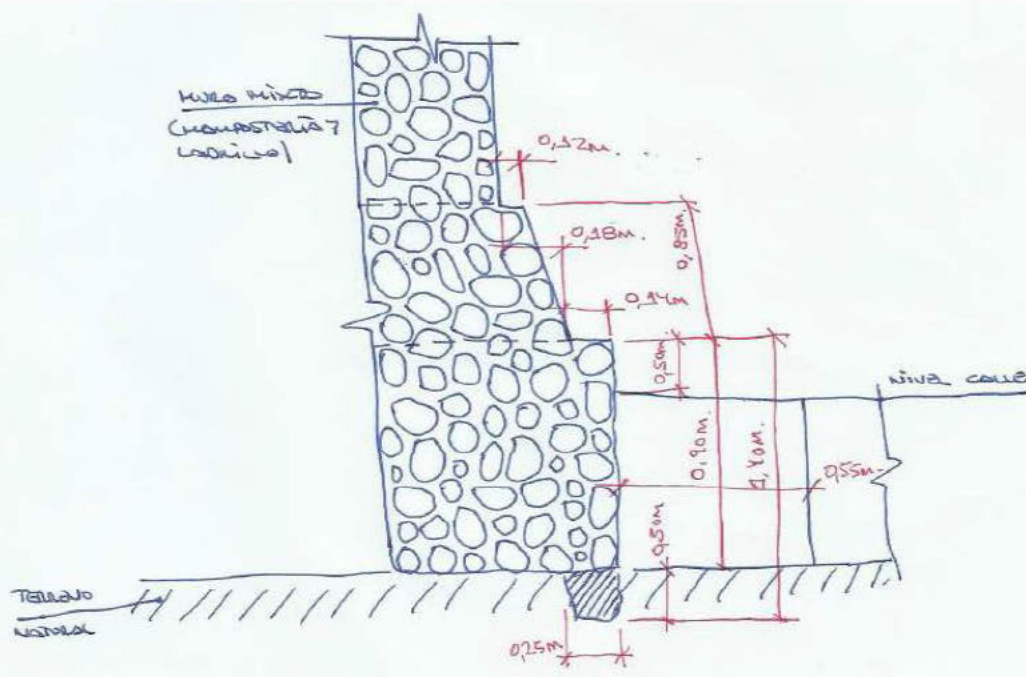 MURO MIXTO
(MAMPOSTERÍA Y
LADRILLO)
0,12m.
0,18m.
0,85m.
0,14m
0,50m
NIVEL CALLE
0,90m.
1,40m.
0,55m.
0,50m
TERRENO
NATURAL
0,25m